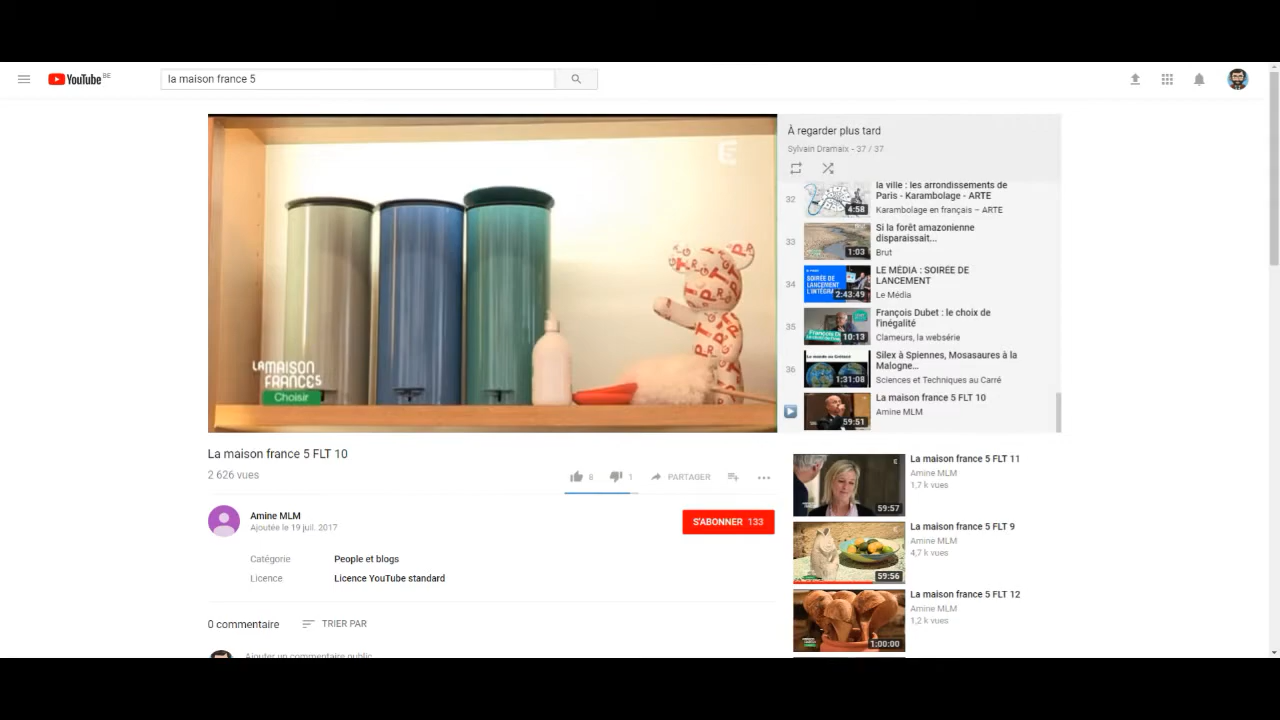 YouTube BE
la maison france 5
LA MAISON
FRANCE 5
Choisir
À regarder plus tard
Sylvain Dramaix - 37 / 37
32
4:58
la ville : les arrondissements de
Paris - Karambolage - ARTE
Karambolage en français – ARTE
33
1:03
Si la forêt amazonienne
disparaissait...
Brut
34
SOIRÉE DE
LANCEMENT
2:43:49
LE MÉDIA : SOIRÉE DE
LANCEMENT
Le Média
35
10:13
François Dubet : le choix de
l'inégalité
Clameurs, la websérie
36
1:31:08
Silex à Spiennes, Mosasaures à la
Malogne...
Sciences et Techniques au Carré
59:51
La maison france 5 FLT 10
Amine MLM
La maison france 5 FLT 10
2 626 vues
8
1
PARTAGER
Amine MLM
Ajoutée le 19 juil. 2017
S'ABONNER 133
Catégorie
People et blogs
Licence
Licence YouTube standard
0 commentaire
TRIER PAR
Ajouter un commentaire public
59:57
La maison france 5 FLT 11
Amine MLM
1,7 k vues
59:56
La maison france 5 FLT 9
Amine MLM
4,7 k vues
1:00:00
La maison france 5 FLT 12
Amine MLM
1,2 k vues